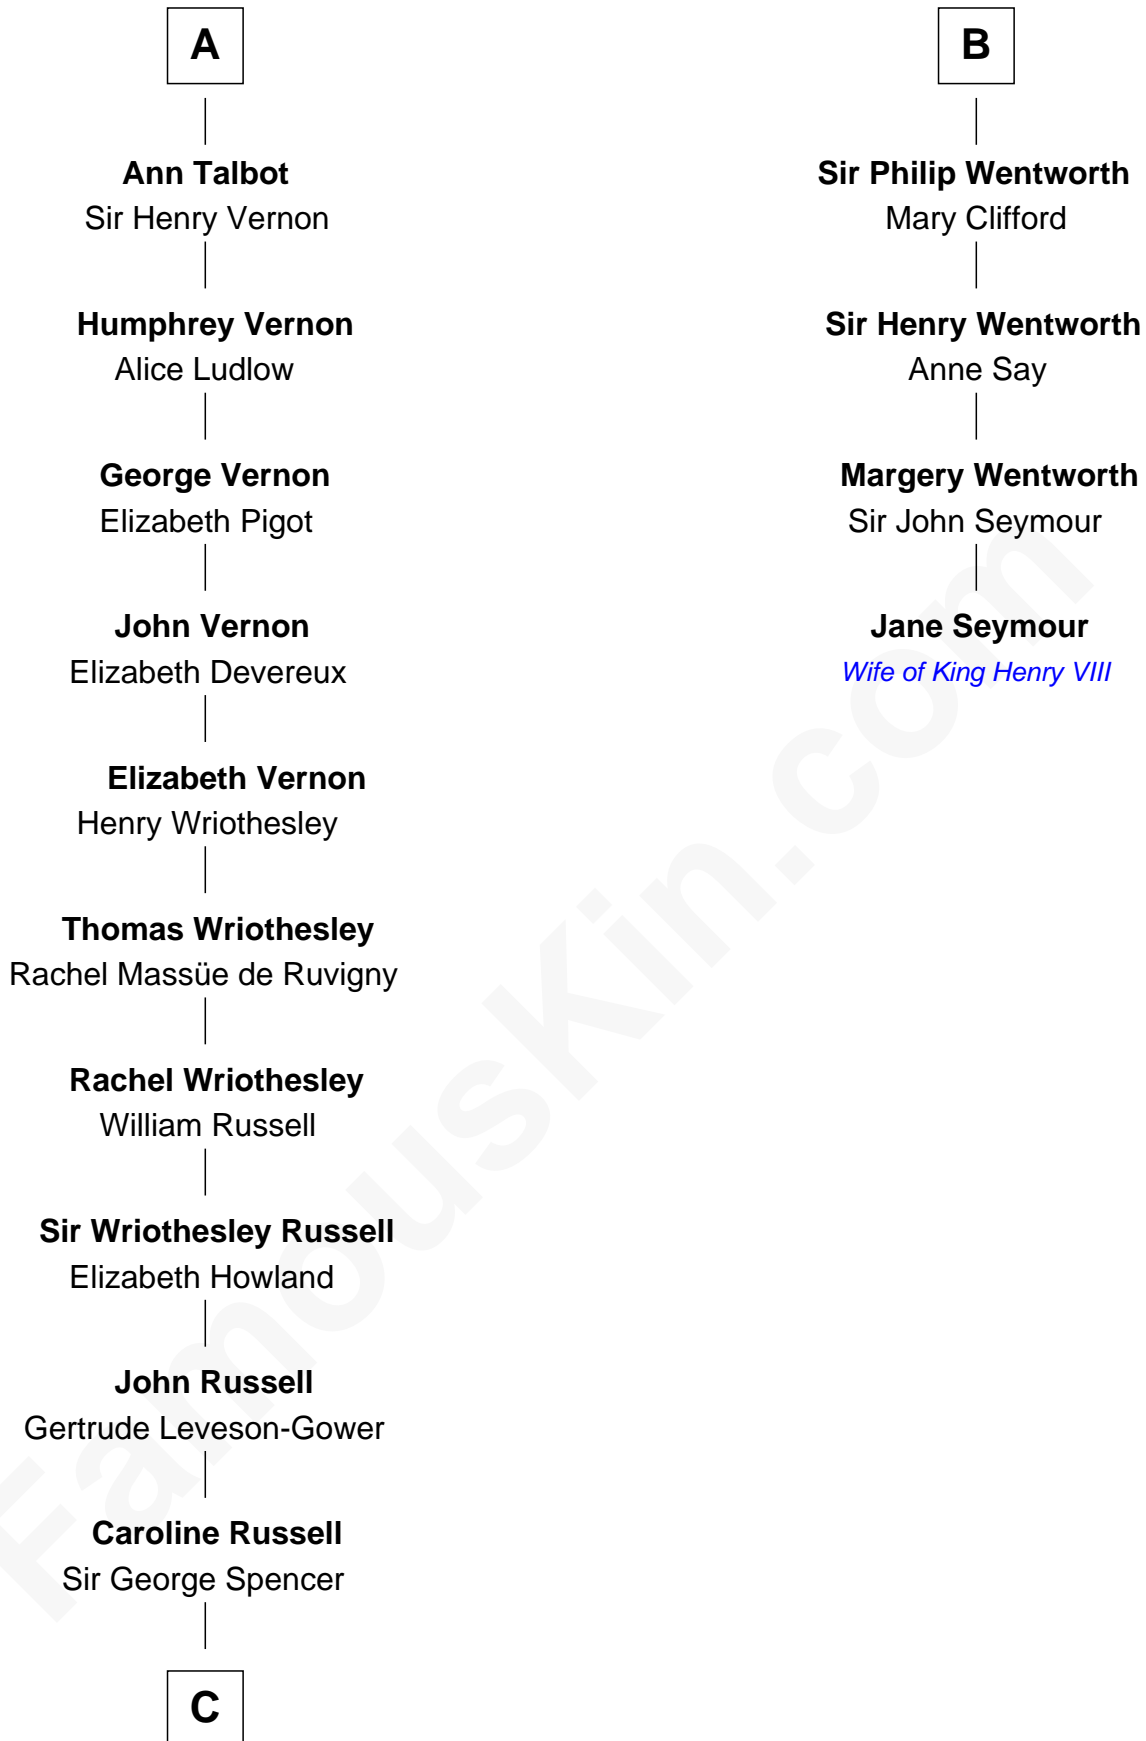 A
Ann Talbot
Sir Henry Vernon
Humphrey Vernon
Alice Ludlow
George Vernon
Elizabeth Pigot
John Vernon
Elizabeth Devereux
Elizabeth Vernon
Henry Wriothesley
Thomas Wriothesley
Rachel Massüe de Ruvigny
Rachel Wriothesley
William Russell
Sir Wriothesley Russell
Elizabeth Howland
John Russell
Gertrude Leveson-Gower
Caroline Russell
Sir George Spencer
C
B
Sir Philip Wentworth
Mary Clifford
Sir Henry Wentworth
Anne Say
Margery Wentworth
Sir John Seymour
Jane Seymour
Wife of King Henry VIII
FamousKin.com